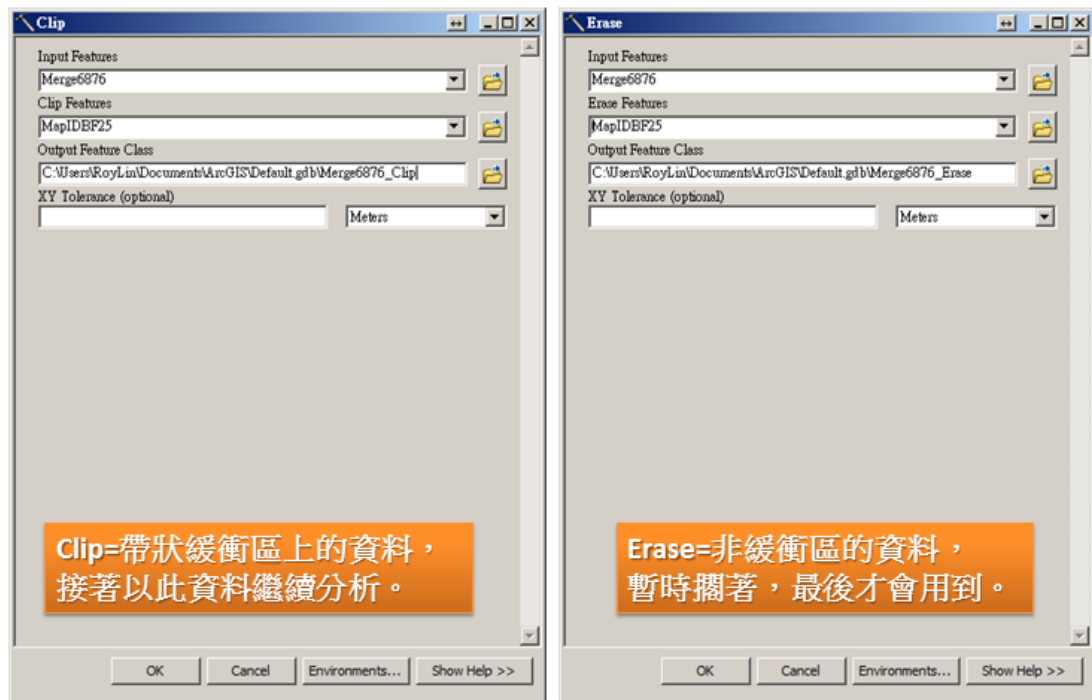 Clip
Input Features
Merge6876
Clip Features
MapIDBF25
Output Feature Class
C:\Users\RoyLin\Documents\ArcGIS\Default.gdb\Merge6876_Clip
XY Tolerance (optional)
Meters
Clip=帶狀緩衝區上的資料，
接著以此資料繼續分析。
OK Cancel Environments... Show Help >>
Erase
Input Features
Merge6876
Erase Features
MapIDBF25
Output Feature Class
C:\Users\RoyLin\Documents\ArcGIS\Default.gdb\Merge6876_Erase
XY Tolerance (optional)
Meters
Erase=非緩衝區的資料，
暫時擱著，最後才會用到。
OK Cancel Environments... Show Help >>